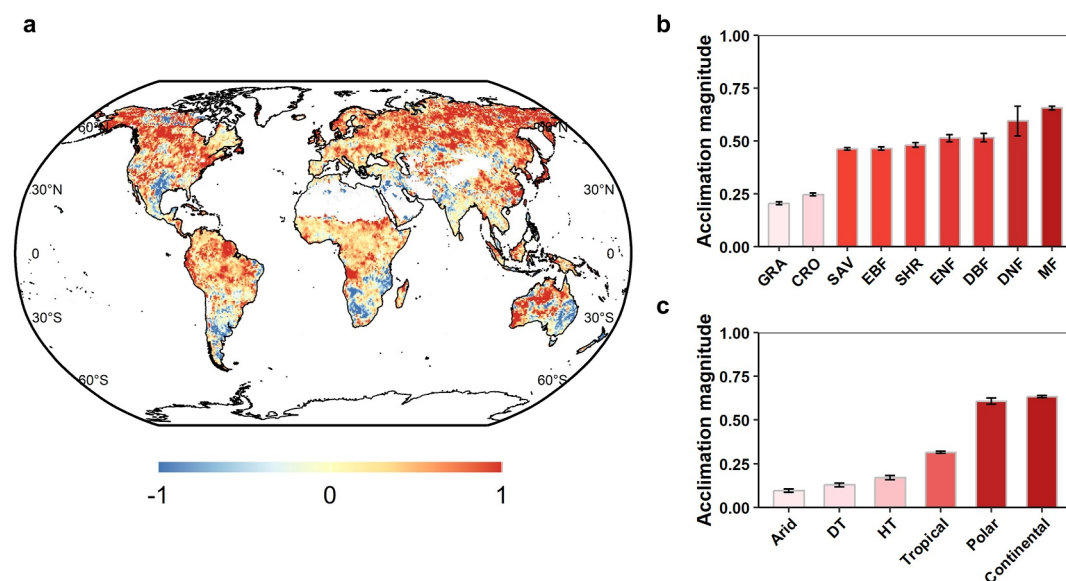 a
60°N
60°N
30°N
30°N
0
0
30°S
30°S
60°S
60°S
-1
0
1
b
Acclimation magnitude
1.00
0.75
0.50
0.25
0.00
GRA
CRO
SAV
EBF
SHR
ENF
DBF
DNF
MF
c
Acclimation magnitude
1.00
0.75
0.50
0.25
0.00
Arid
DT
HT
Tropical
Polar
Continental